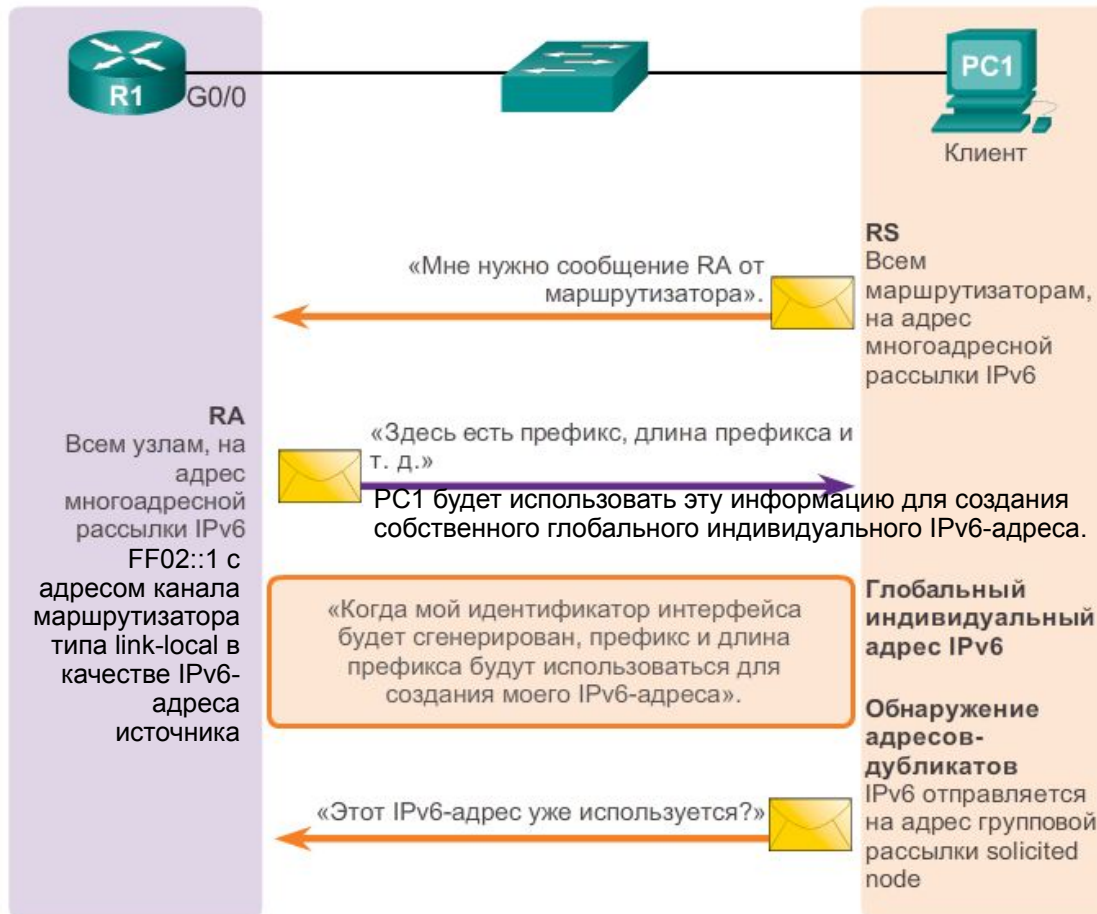 R1
G0/0
PC1
Клиент
«Мне нужно сообщение RA от
маршрутизатора».
RS
Всем
маршрутизаторам,
на адрес
многоадресной
рассылки IPv6
RA
Всем узлам, на
адрес
многоадресной
рассылки IPv6
FF02::1 с
адресом канала
маршрутизатора
типа link-local в
качестве IPv6-
адреса
источника
«Здесь есть префикс, длина префикса и
т. д.»
PC1 будет использовать эту информацию для создания
собственного глобального индивидуального IPv6-адреса.
«Когда мой идентификатор интерфейса
будет сгенерирован, префикс и длина
префикса будут использоваться для
создания моего IPv6-адреса».
Глобальный
индивидуальный
адрес IPv6
Обнаружение
адресов-
дубликатов
IPv6 отправляется
на адрес групповой
рассылки solicited
node
«Этот IPv6-адрес уже используется?»